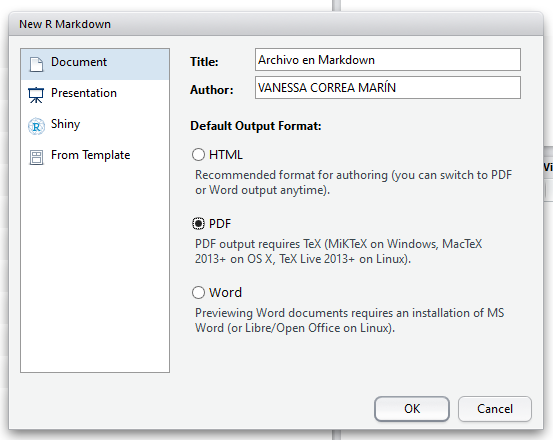 New R Markdown
Document
Presentation
Shiny
From Template
Title: Archivo en Markdown
Author: VANESSA CORREA MARÍN
Default Output Format:
HTML
Recommended format for authoring (you can switch to PDF
or Word output anytime).
PDF
PDF output requires TeX (MiKTeX on Windows, MacTeX
2013+ on OS X, TeX Live 2013+ on Linux).
Word
Previewing Word documents requires an installation of MS
Word (or Libre/Open Office on Linux).
OK Cancel
Vi